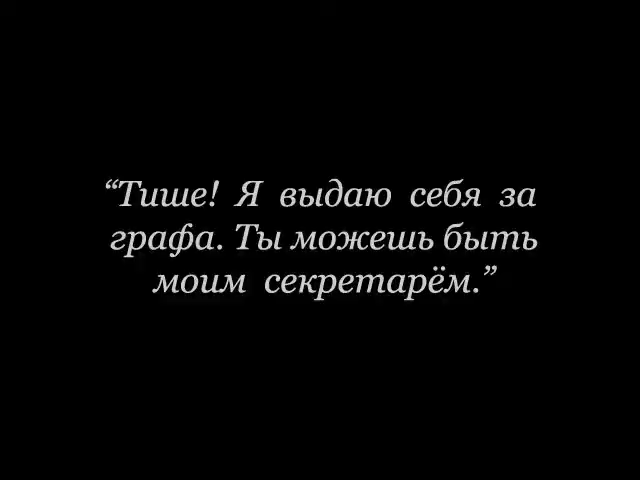 “Тише! Я выдаю себя за
графа. Ты можешь быть
моим секретарём.”